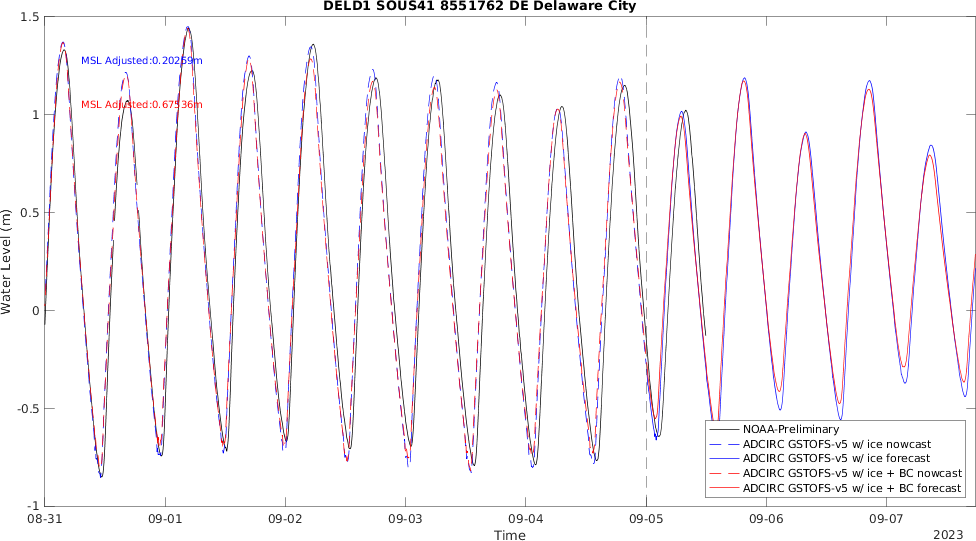 DELD1 SOUS41 8551762 DE Delaware City
1.5
1
0.5
0
-0.5
-1
Water Level (m)
MSL Adjusted:0.20259m
MSL Adjusted:0.67536m
NOAA-Preliminary
ADCIRC GSTOFS-v5 w/ ice nowcast
ADCIRC GSTOFS-v5 w/ ice forecast
ADCIRC GSTOFS-v5 w/ ice + BC nowcast
ADCIRC GSTOFS-v5 w/ ice + BC forecast
08-31 09-01 09-02 09-03 09-04 09-05 09-06 09-07
Time
2023